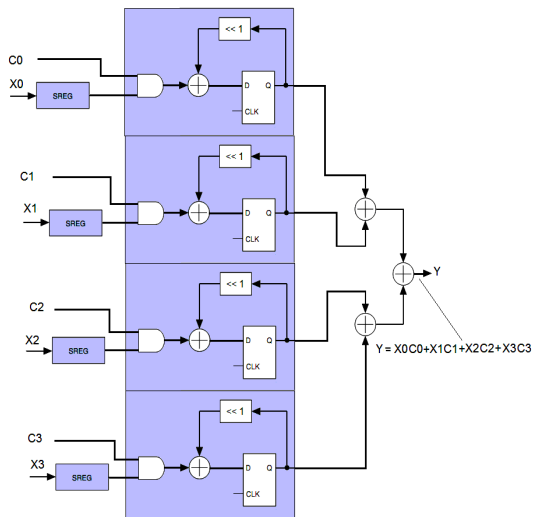 << 1
C0
X0
SREG
D Q
CLK
<< 1
C1
X1
SREG
D Q
CLK
Y
<< 1
C2
X2
SREG
D Q
CLK
Y = X0C0+X1C1+X2C2+X3C3
<< 1
C3
X3
SREG
D Q
CLK